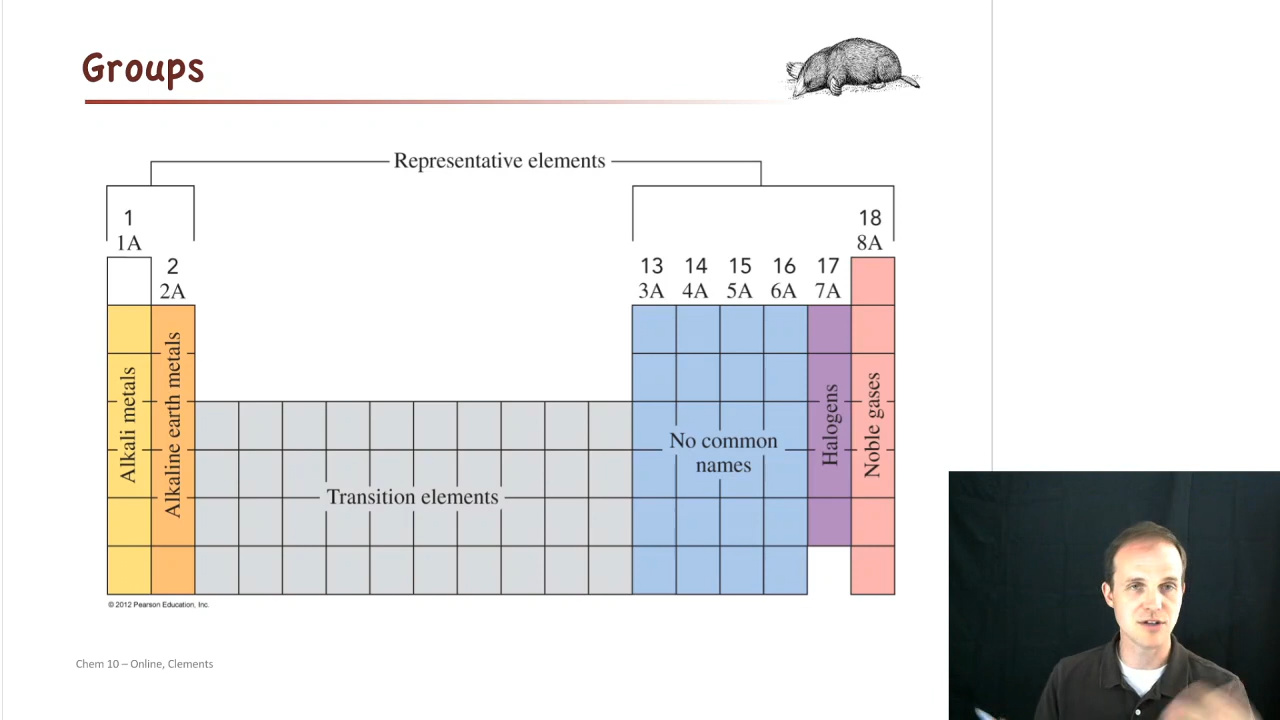 Groups
Representative elements
1
1A
2
2A
13 14 15 16 17 18
3A 4A 5A 6A 7A 8A
Alkali metals
Alkaline earth metals
Transition elements
No common
names
Halogens
Noble gases
© 2012 Pearson Education, Inc.
Chem 10 – Online, Clements